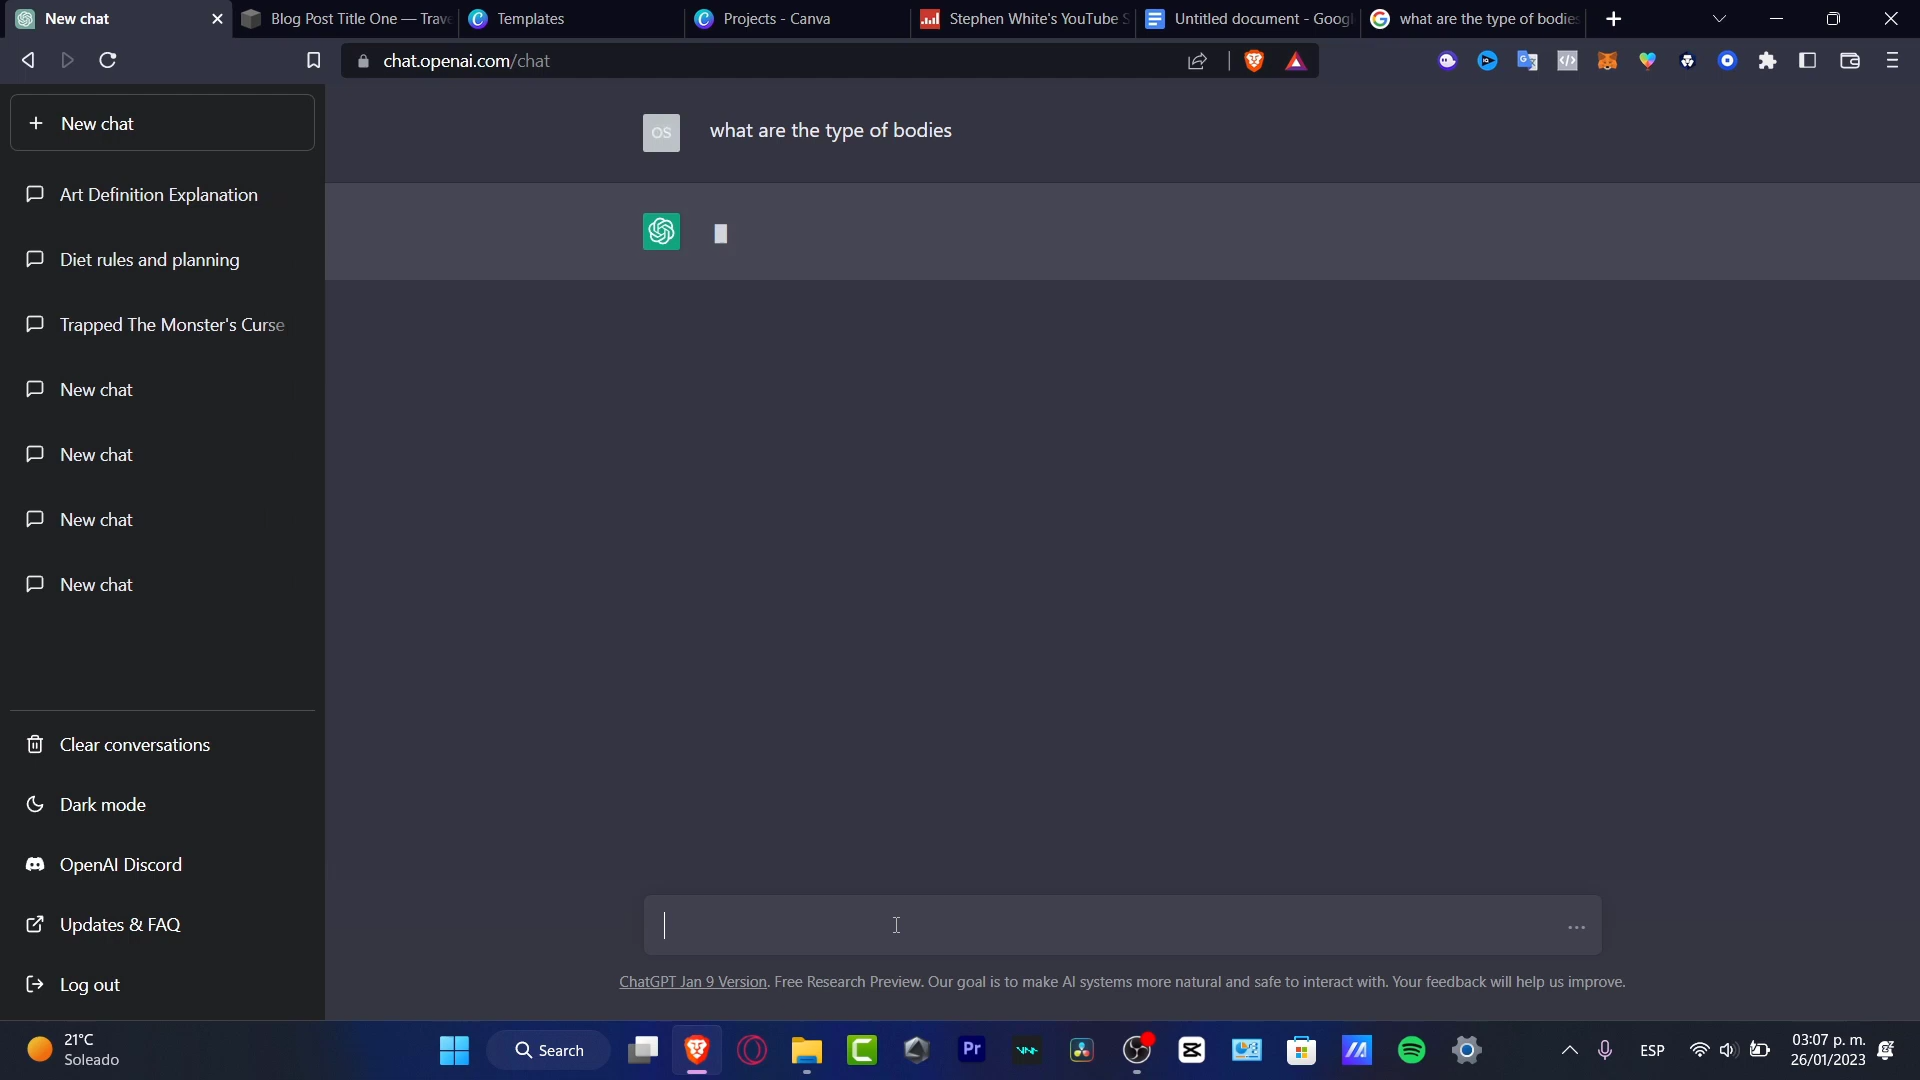 New chat
Blog Post Title One — Trave
Templates
Projects - Canva
Stephen White's YouTube S
Untitled document - Googl
what are the type of bodies
chat.openai.com/chat
New chat
Art Definition Explanation
Diet rules and planning
Trapped The Monster's Curse
New chat
New chat
New chat
New chat
Clear conversations
Dark mode
OpenAI Discord
Updates & FAQ
Log out
OS
what are the type of bodies
ChatGPT Jan 9 Version. Free Research Preview. Our goal is to make AI systems more natural and safe to interact with. Your feedback will help us improve.
21°C
Soleado
Search
Pr
ESP
03:07 p. m.
26/01/2023